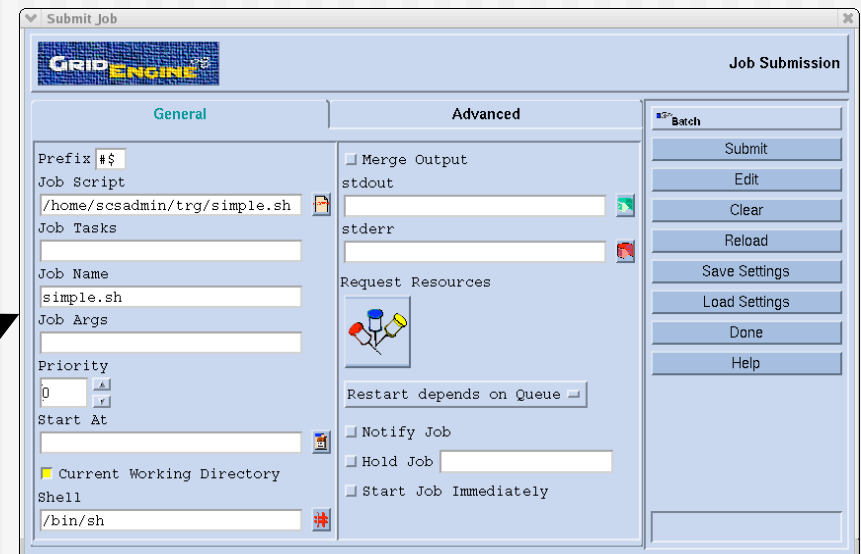 Submit Job
GRID ENGINE
Job Submission
General
Advanced
Batch
Prefix #$
Job Script
/home/scsadmin/trg/simple.sh
Job Tasks
Job Name
simple.sh
Job Args
Priority
0
Start At
Current Working Directory
Shell
/bin/sh
Merge Output
stdout
stderr
Request Resources
Restart depends on Queue
Notify Job
Hold Job
Start Job Immediately
Submit
Edit
Clear
Reload
Save Settings
Load Settings
Done
Help